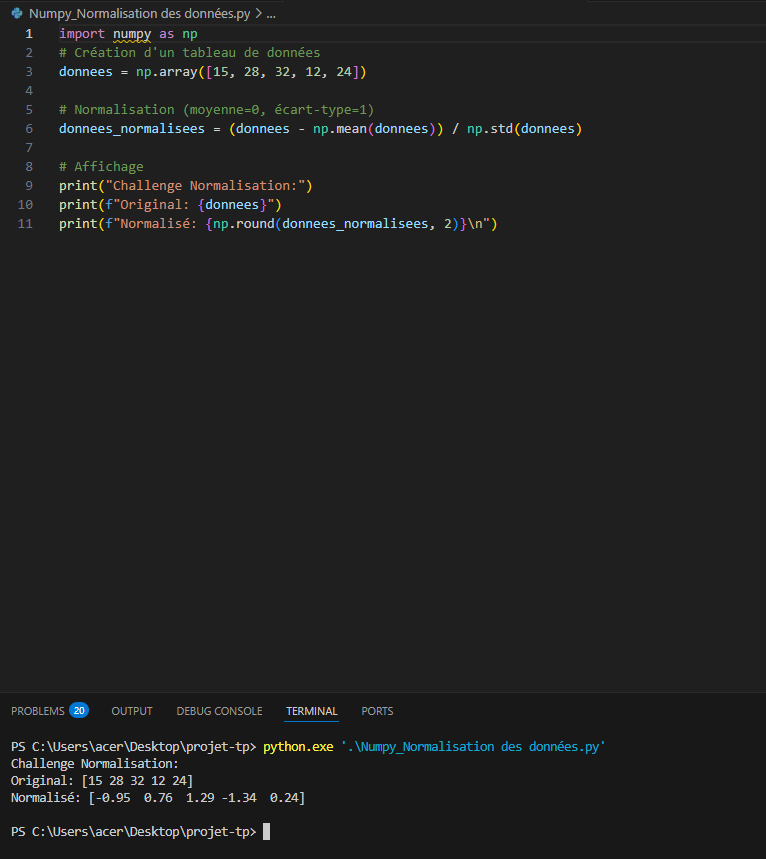 Numpy_Normalisation des données.py > ...
1 import numpy as np
2 # Création d'un tableau de données
3 donnees = np.array([15, 28, 32, 12, 24])
4
5 # Normalisation (moyenne=0, écart-type=1)
6 donnees_normalisees = (donnees - np.mean(donnees)) / np.std(donnees)
7
8 # Affichage
9 print("Challenge Normalisation:")
10 print(f"Original: {donnees}")
11 print(f"Normalisé: {np.round(donnees_normalisees, 2)}\n")
PROBLEMS 20 OUTPUT DEBUG CONSOLE TERMINAL PORTS
PS C:\Users\acer\Desktop\projet-tp> python.exe '.\Numpy_Normalisation des données.py'
Challenge Normalisation:
Original: [15 28 32 12 24]
Normalisé: [-0.95  0.76  1.29 -1.34  0.24]
PS C:\Users\acer\Desktop\projet-tp>